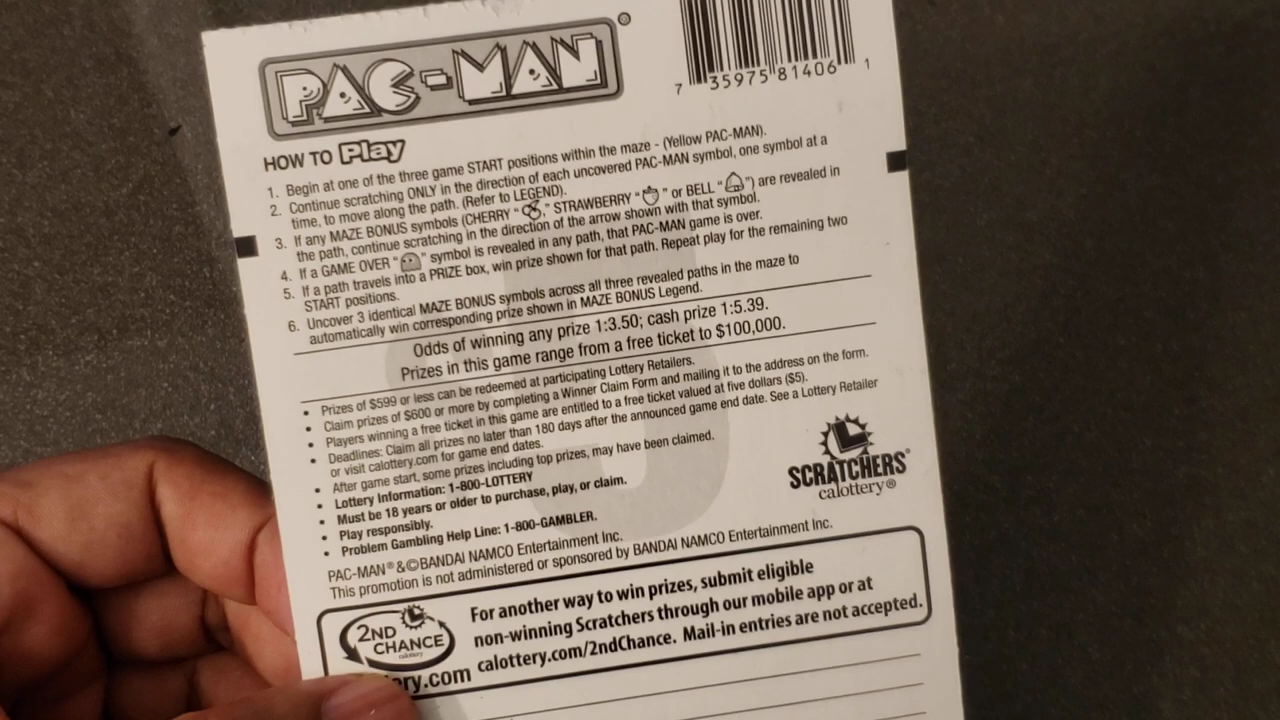 PAC-MAN®
7 35975 81406 1
HOW TO Play
1. Begin at one of the three game START positions within the maze - (Yellow PAC-MAN).
2. Continue scratching ONLY in the direction of each uncovered PAC-MAN symbol, one symbol at a
time, to move along the path. (Refer to LEGEND).
3. If any MAZE BONUS symbols (CHERRY “ ,” STRAWBERRY “ ” or BELL “ ”) are revealed in
the path, continue scratching in the direction of the arrow shown with that symbol.
4. If a GAME OVER “ ” symbol is revealed in any path, that PAC-MAN game is over.
5. If a path travels into a PRIZE box, win prize shown for that path. Repeat play for the remaining two
START positions.
6. Uncover 3 identical MAZE BONUS symbols across all three revealed paths in the maze to
automatically win corresponding prize shown in MAZE BONUS Legend.
Odds of winning any prize 1:3.50; cash prize 1:5.39.
Prizes in this game range from a free ticket to $100,000.
• Prizes of $599 or less can be redeemed at participating Lottery Retailers.
• Claim prizes of $600 or more by completing a Winner Claim Form and mailing it to the address on the form.
• Players winning a free ticket in this game are entitled to a free ticket valued at five dollars ($5).
• Deadlines: Claim all prizes no later than 180 days after the announced game end date. See a Lottery Retailer
or visit calottery.com for game end dates.
• After game start, some prizes including top prizes, may have been claimed.
• Lottery Information: 1-800-LOTTERY
• Must be 18 years or older to purchase, play, or claim.
• Play responsibly.
• Problem Gambling Help Line: 1-800-GAMBLER.
SCRATCHERS®
calottery®
PAC-MAN®&©BANDAI NAMCO Entertainment Inc.
This promotion is not administered or sponsored by BANDAI NAMCO Entertainment Inc.
2ND
CHANCE
calottery
For another way to win prizes, submit eligible
non-winning Scratchers through our mobile app or at
calottery.com/2ndChance. Mail-in entries are not accepted.
ry.com
5